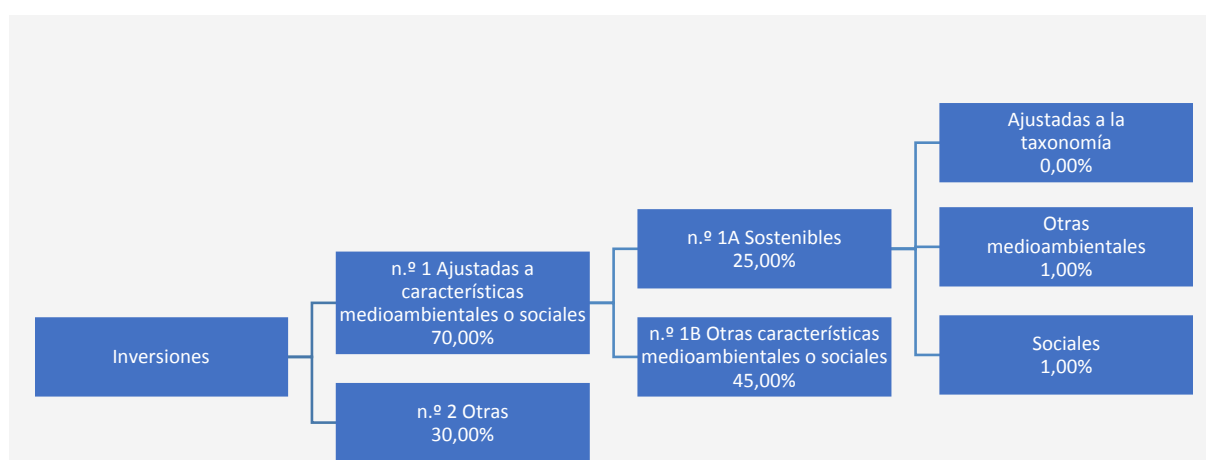 Inversiones
n.º 1 Ajustadas a
características
medioambientales o sociales
70,00%
n.º 2 Otras
30,00%
n.º 1A Sostenibles
25,00%
n.º 1B Otras características
medioambientales o sociales
45,00%
Ajustadas a la
taxonomía
0,00%
Otras
medioambientales
1,00%
Sociales
1,00%